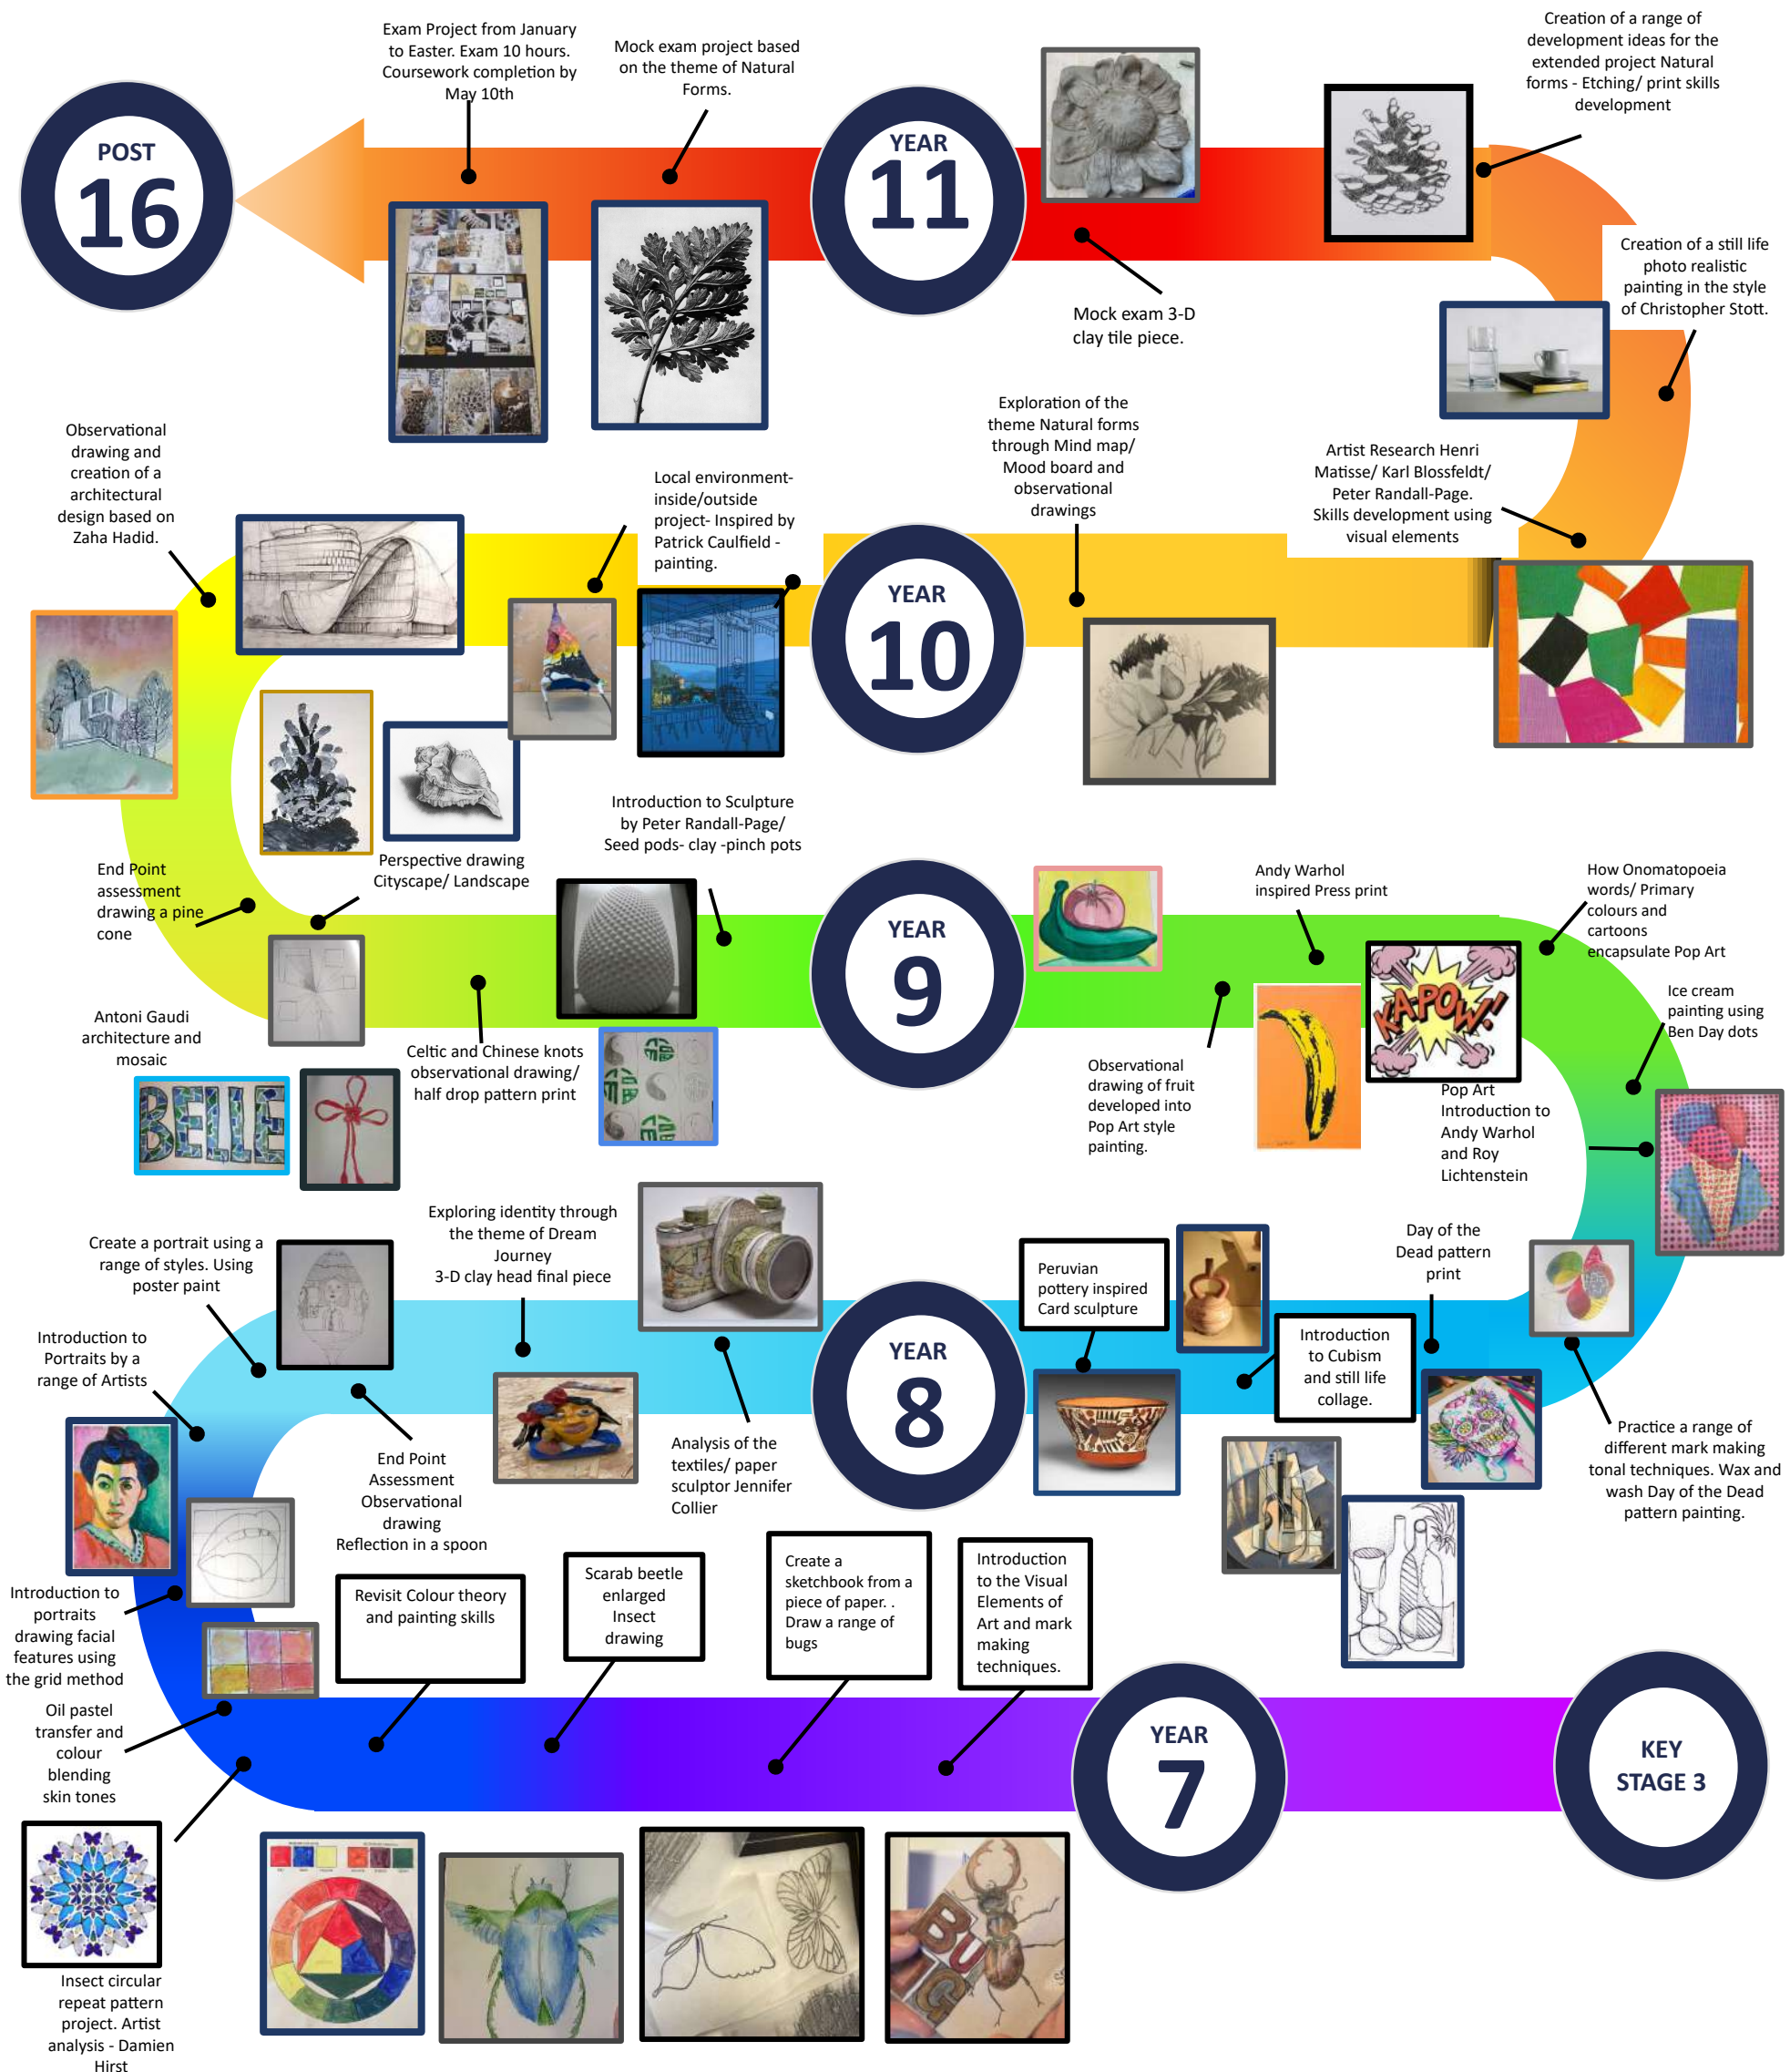 Exam Project from January
to Easter. Exam 10 hours.
Coursework completion by
May 10th
Mock exam project based
on the theme of Natural
Forms.
Creation of a range of
development ideas for the
extended project Natural
forms - Etching/ print skills
development
POST
16
YEAR
11
Mock exam 3-D
clay tile piece.
Creation of a still life
photo realistic
painting in the style
of Christopher Stott.
Observational
drawing and
creation of a
architectural
design based on
Zaha Hadid.
Local environment-
inside/outside
project- Inspired by
Patrick Caulfield -
painting.
Exploration of the
theme Natural forms
through Mind map/
Mood board and
observational
drawings
Artist Research Henri
Matisse/ Karl Blossfeldt/
Peter Randall-Page.
Skills development using
visual elements
YEAR
10
Introduction to Sculpture
by Peter Randall-Page/
Seed pods- clay -pinch pots
Perspective drawing
Cityscape/ Landscape
End Point
assessment
drawing a pine
cone
YEAR
9
Andy Warhol
inspired Press print
How Onomatopoeia
words/ Primary
colours and
cartoons
encapsulate Pop Art
KA-POW!
Ice cream
painting using
Ben Day dots
Antoni Gaudi
architecture and
mosaic
BELLE
Celtic and Chinese knots
observational drawing/
half drop pattern print
Observational
drawing of fruit
developed into
Pop Art style
painting.
Pop Art
Introduction to
Andy Warhol
and Roy
Lichtenstein
Create a portrait using a
range of styles. Using
poster paint
Exploring identity through
the theme of Dream
Journey
3-D clay head final piece
Introduction to
Portraits by a
range of Artists
YEAR
8
Peruvian
pottery inspired
Card sculpture
Introduction
to Cubism
and still life
collage.
Day of the
Dead pattern
print
End Point
Assessment
Observational
drawing
Reflection in a spoon
Analysis of the
textiles/ paper
sculptor Jennifer
Collier
Practice a range of
different mark making
tonal techniques. Wax and
wash Day of the Dead
pattern painting.
Introduction to
portraits
drawing facial
features using
the grid method
Revisit Colour theory
and painting skills
Scarab beetle
enlarged
Insect
drawing
Create a
sketchbook from a
piece of paper. .
Draw a range of
bugs
Introduction
to the Visual
Elements of
Art and mark
making
techniques.
Oil pastel
transfer and
colour
blending
skin tones
YEAR
7
KEY
STAGE 3
BUG
Insect circular
repeat pattern
project. Artist
analysis - Damien
Hirst